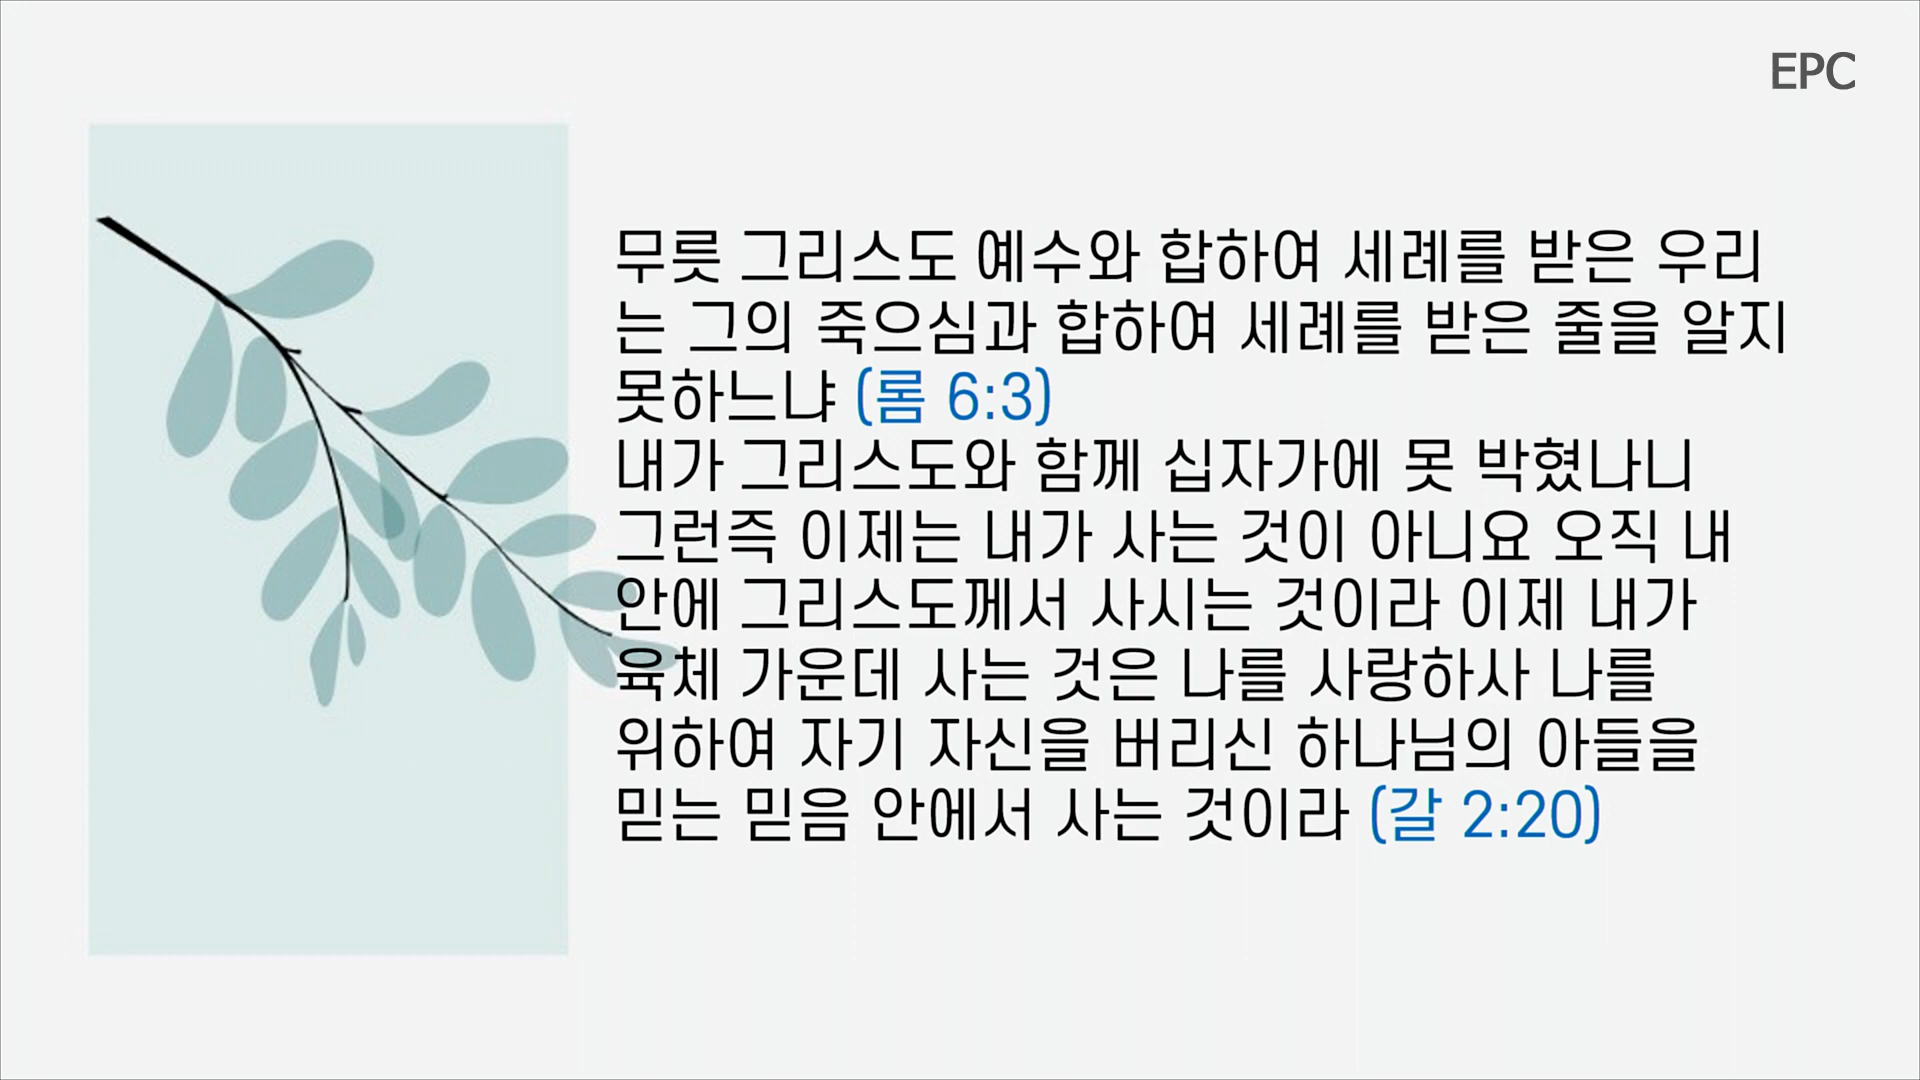 EPC
무릇 그리스도 예수와 합하여 세례를 받은 우리
는 그의 죽으심과 합하여 세례를 받은 줄을 알지
못하느냐 (롬 6:3)
내가 그리스도와 함께 십자가에 못 박혔나니
그런즉 이제는 내가 사는 것이 아니요 오직 내
안에 그리스도께서 사시는 것이라 이제 내가
육체 가운데 사는 것은 나를 사랑하사 나를
위하여 자기 자신을 버리신 하나님의 아들을
믿는 믿음 안에서 사는 것이라 (갈 2:20)